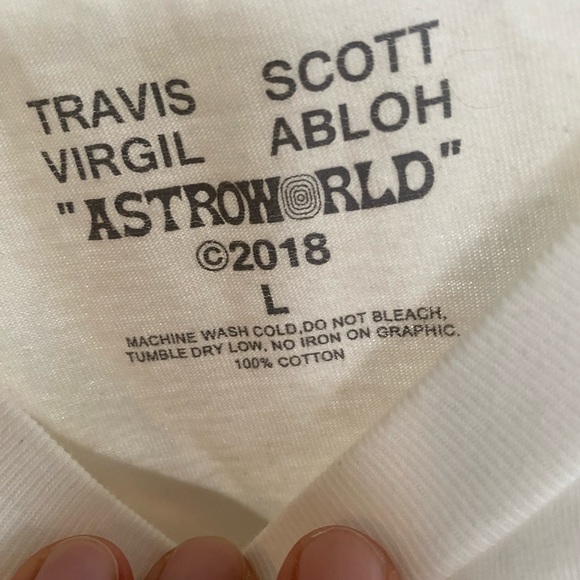 TRAVIS SCOTT
VIRGIL ABLOH
"ASTROWORLD"
©2018
L
MACHINE WASH COLD,DO NOT BLEACH,
TUMBLE DRY LOW, NO IRON ON GRAPHIC.
100% COTTON